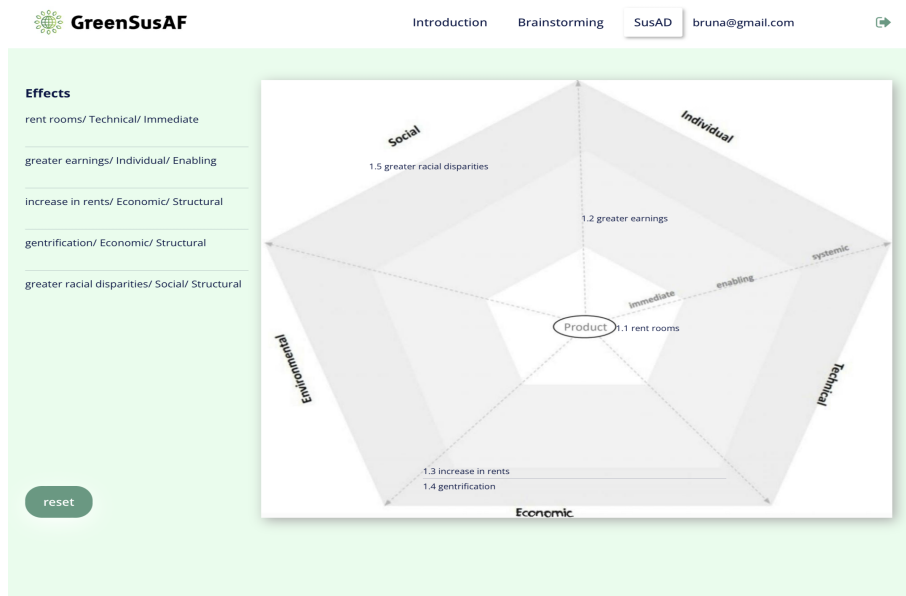 GreenSusAF
Introduction
Brainstorming
SusAD
bruna@gmail.com
Effects
rent rooms/ Technical/ Immediate
greater earnings/ Individual/ Enabling
increase in rents/ Economic/ Structural
gentrification/ Economic/ Structural
greater racial disparities/ Social/ Structural
reset
Social
Individual
1.5 greater racial disparities
1.2 greater earnings
systemic
enabling
immediate
Product
1.1 rent rooms
Environmental
Technical
1.3 increase in rents
1.4 gentrification
Economic